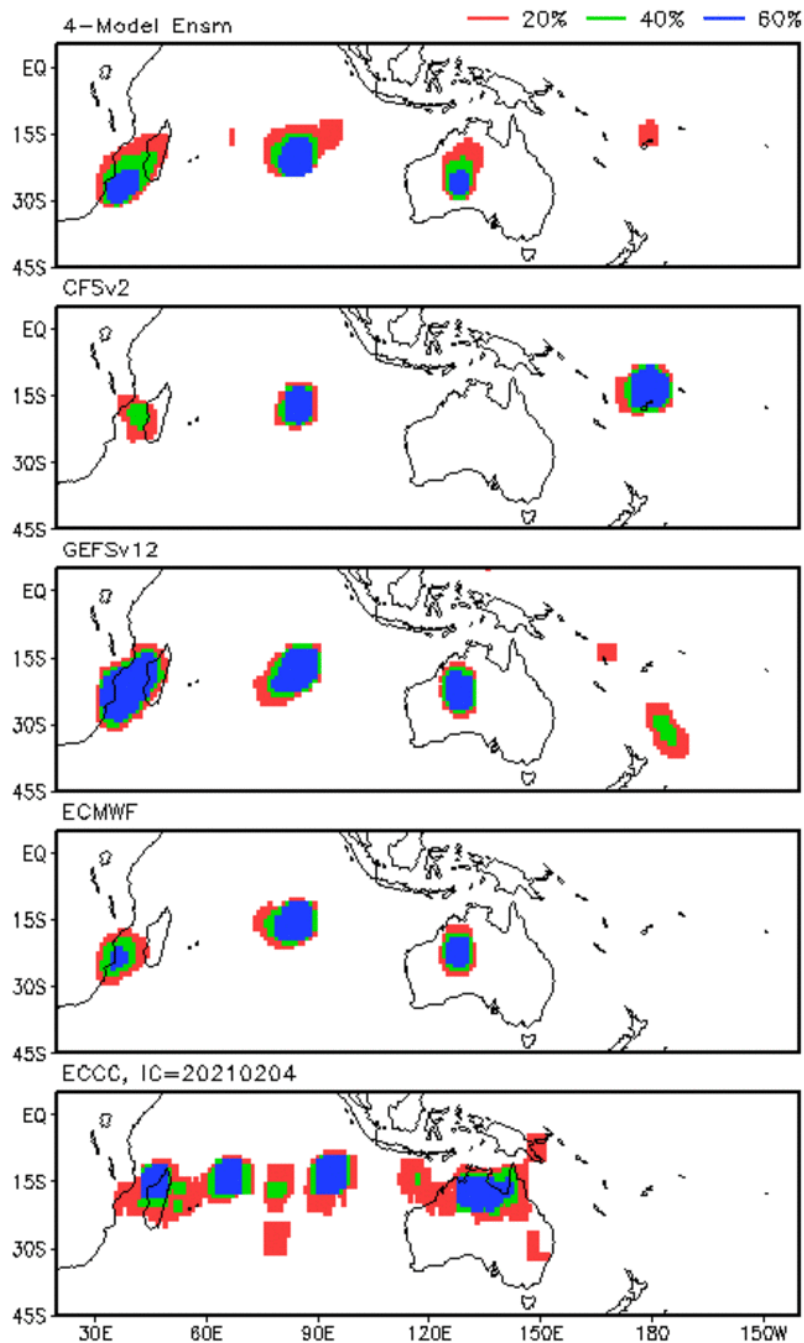 4-Model Ensm 20% 40% 60%
EQ
15S
30S
45S
CFSv2
EQ
15S
30S
45S
GEFSv12
EQ
15S
30S
45S
ECMWF
EQ
15S
30S
45S
ECCC, IC=20210204
EQ
15S
30S
45S
30E 60E 90E 120E 150E 180 150W